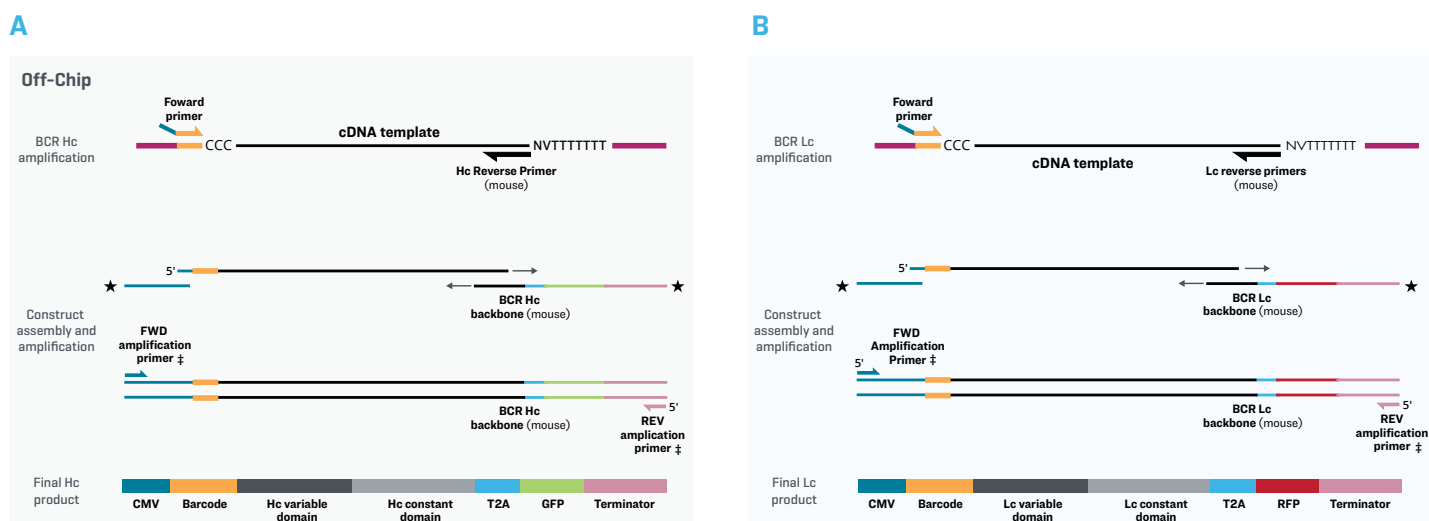 A
Off-Chip
Foward
primer
BCR Hc
amplification
CCC
cDNA template
NVTTTTTTT
Hc Reverse Primer
(mouse)
5'
★
★
BCR Hc
backbone (mouse)
Construct
assembly and
amplification
FWD
amplification
primer ‡
BCR Hc
backbone (mouse)
5'
REV
amplication
primer ‡
Final Hc
product
CMV
Barcode
Hc variable
domain
Hc constant
domain
T2A
GFP
Terminator
B
Foward
primer
BCR Lc
amplification
CCC
cDNA template
NVTTTTTTT
Lc reverse primers
(mouse)
5'
★
★
BCR Lc
backbone (mouse)
Construct
assembly and
amplification
FWD
Amplification
Primer ‡
5'
BCR Lc
backbone (mouse)
5'
REV
amplification
primer ‡
Final Lc
product
CMV
Barcode
Lc variable
domain
Lc constant
domain
T2A
RFP
Terminator